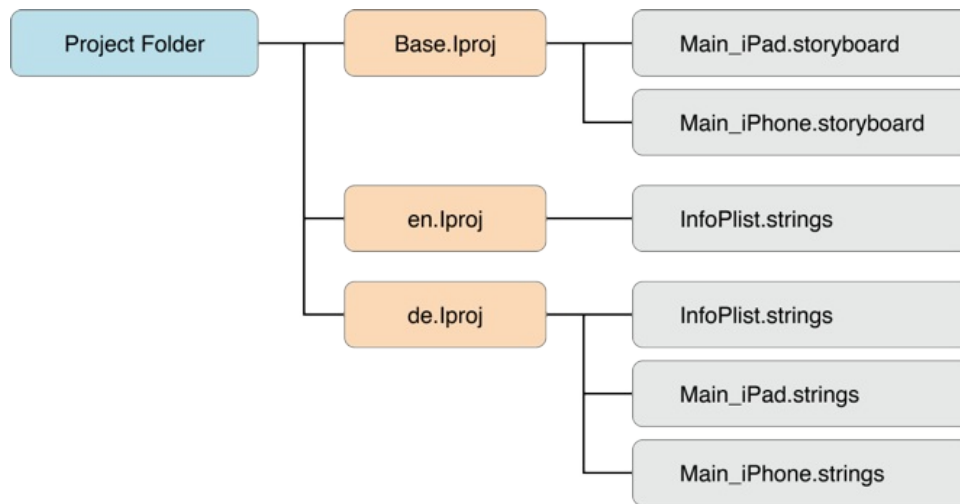 Project Folder
Base.lproj
Main_iPad.storyboard
Main_iPhone.storyboard
en.lproj
InfoPlist.strings
de.lproj
InfoPlist.strings
Main_iPad.strings
Main_iPhone.strings